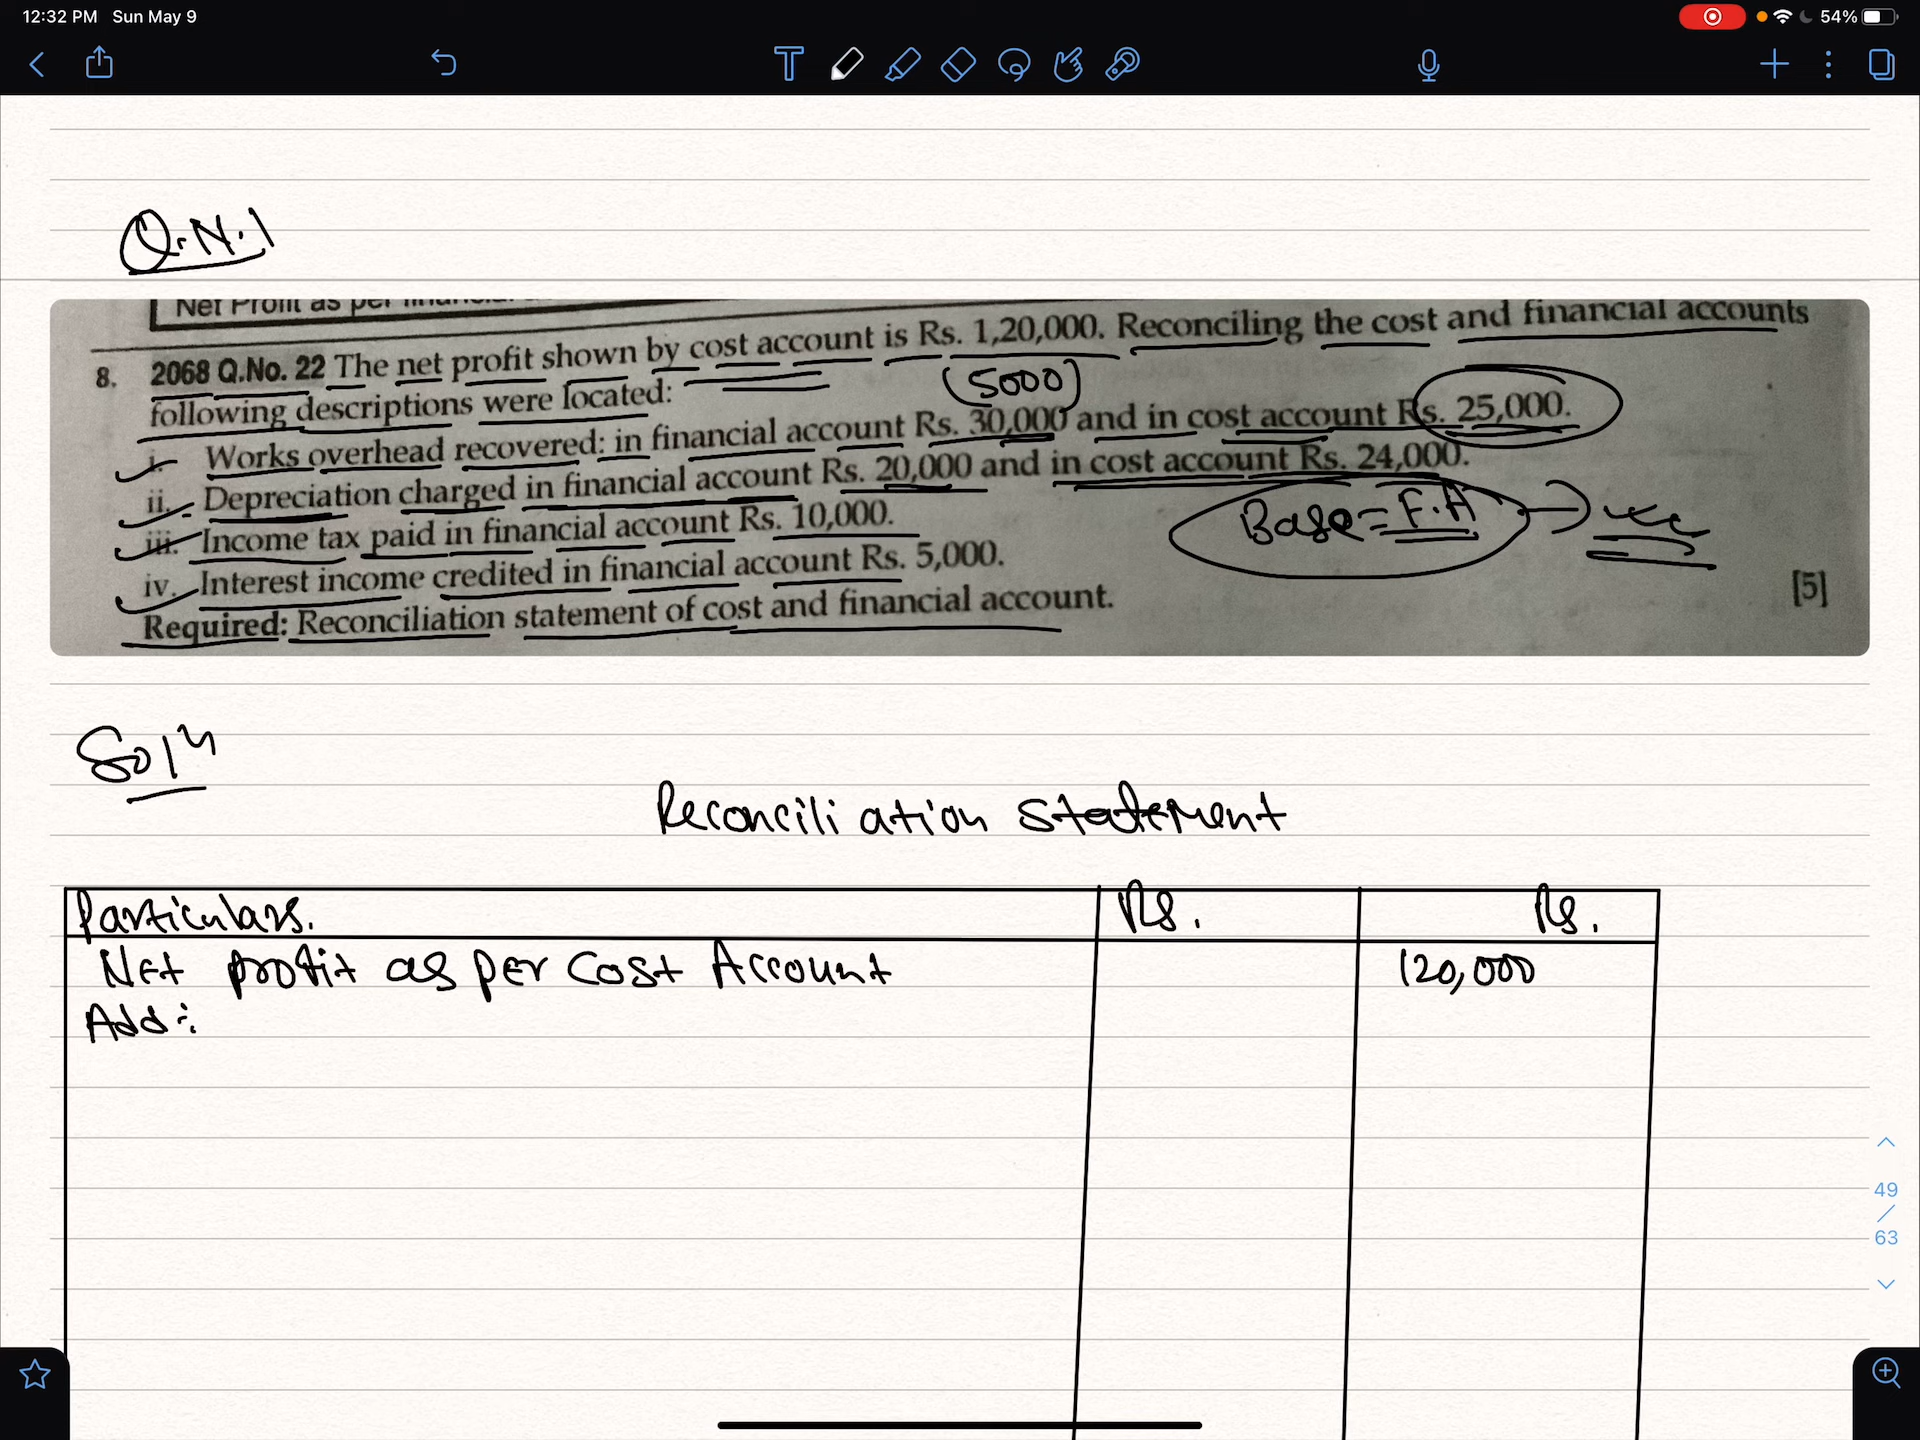 12:32 PM Sun May 9
54%
Q.N.1
Net Profit as per
8. 2068 Q.No. 22 The net profit shown by cost account is Rs. 1,20,000. Reconciling the cost and financial accounts
following descriptions were located:
(5000)
i. Works overhead recovered: in financial account Rs. 30,000 and in cost account Rs. 25,000.
ii. Depreciation charged in financial account Rs. 20,000 and in cost account Rs. 24,000.
iii. Income tax paid in financial account Rs. 10,000.
Base = F.A
iv. Interest income credited in financial account Rs. 5,000.
Required: Reconciliation statement of cost and financial account.
[5]
Soln
Reconciliation statement
Particulars. Rs. Rs.
Net profit as per Cost Account 120,000
Add:
49
/
63